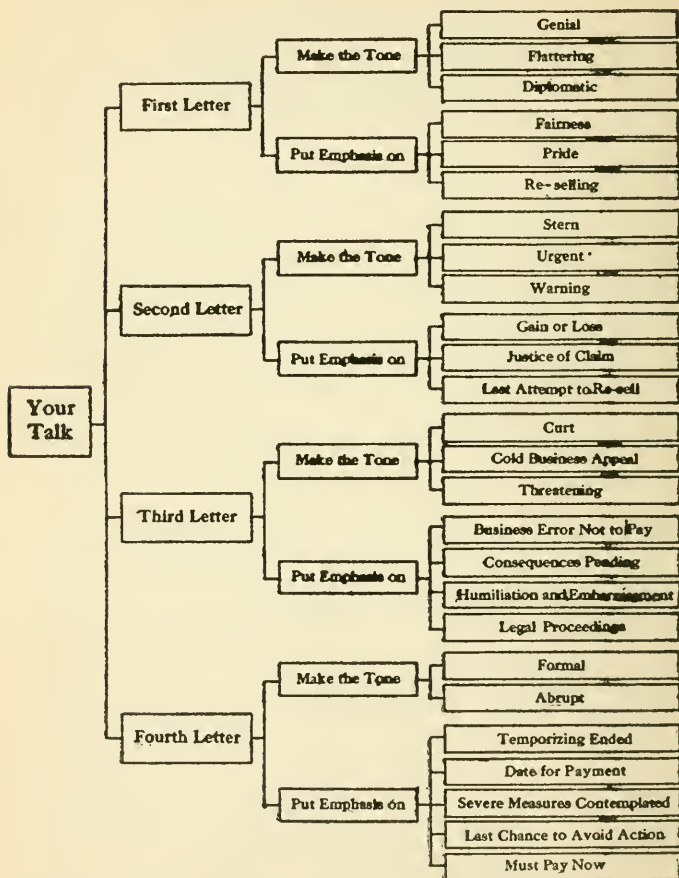 Your
Talk
First Letter
Make the Tone
Genial
Flattering
Diplomatic
Put Emphasis on
Fairness
Pride
Re-selling
Second Letter
Make the Tone
Stern
Urgent
Warning
Put Emphasis on
Gain or Loss
Justice of Claim
Last Attempt to Re-sell
Third Letter
Make the Tone
Curt
Cold Business Appeal
Threatening
Put Emphasis on
Business Error Not to Pay
Consequences Pending
Humiliation and Embarrassment
Legal Proceedings
Fourth Letter
Make the Tone
Formal
Abrupt
Put Emphasis on
Temporizing Ended
Date for Payment
Severe Measures Contemplated
Last Chance to Avoid Action
Must Pay Now